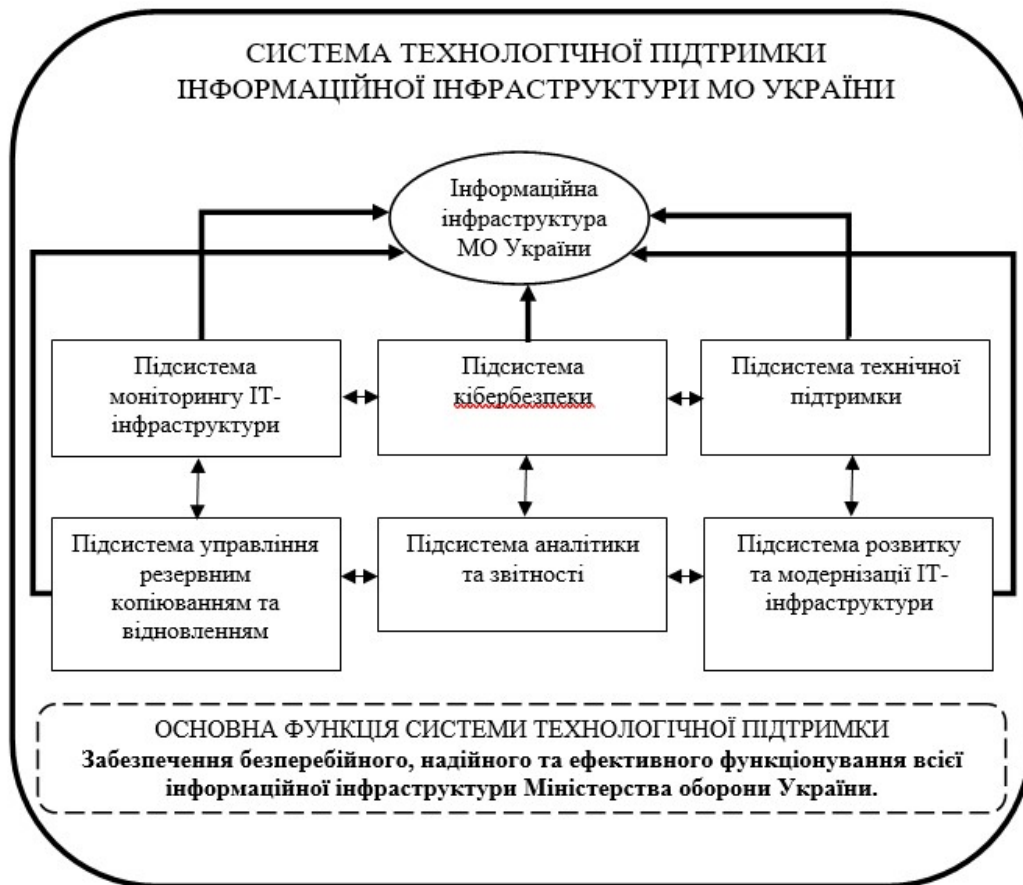 СИСТЕМА ТЕХНОЛОГІЧНОЇ ПІДТРИМКИ
ІНФОРМАЦІЙНОЇ ІНФРАСТРУКТУРИ МО УКРАЇНИ
Інформаційна
інфраструктура
МО України
Підсистема
моніторингу ІТ-
інфраструктури
Підсистема
кібербезпеки
Підсистема технічної
підтримки
Підсистема управління
резервним
копіюванням та
відновленням
Підсистема аналітики
та звітності
Підсистема розвитку
та модернізації ІТ-
інфраструктури
ОСНОВНА ФУНКЦІЯ СИСТЕМИ ТЕХНОЛОГІЧНОЇ ПІДТРИМКИ
Забезпечення безперебійного, надійного та ефективного функціонування всієї
інформаційної інфраструктури Міністерства оборони України.